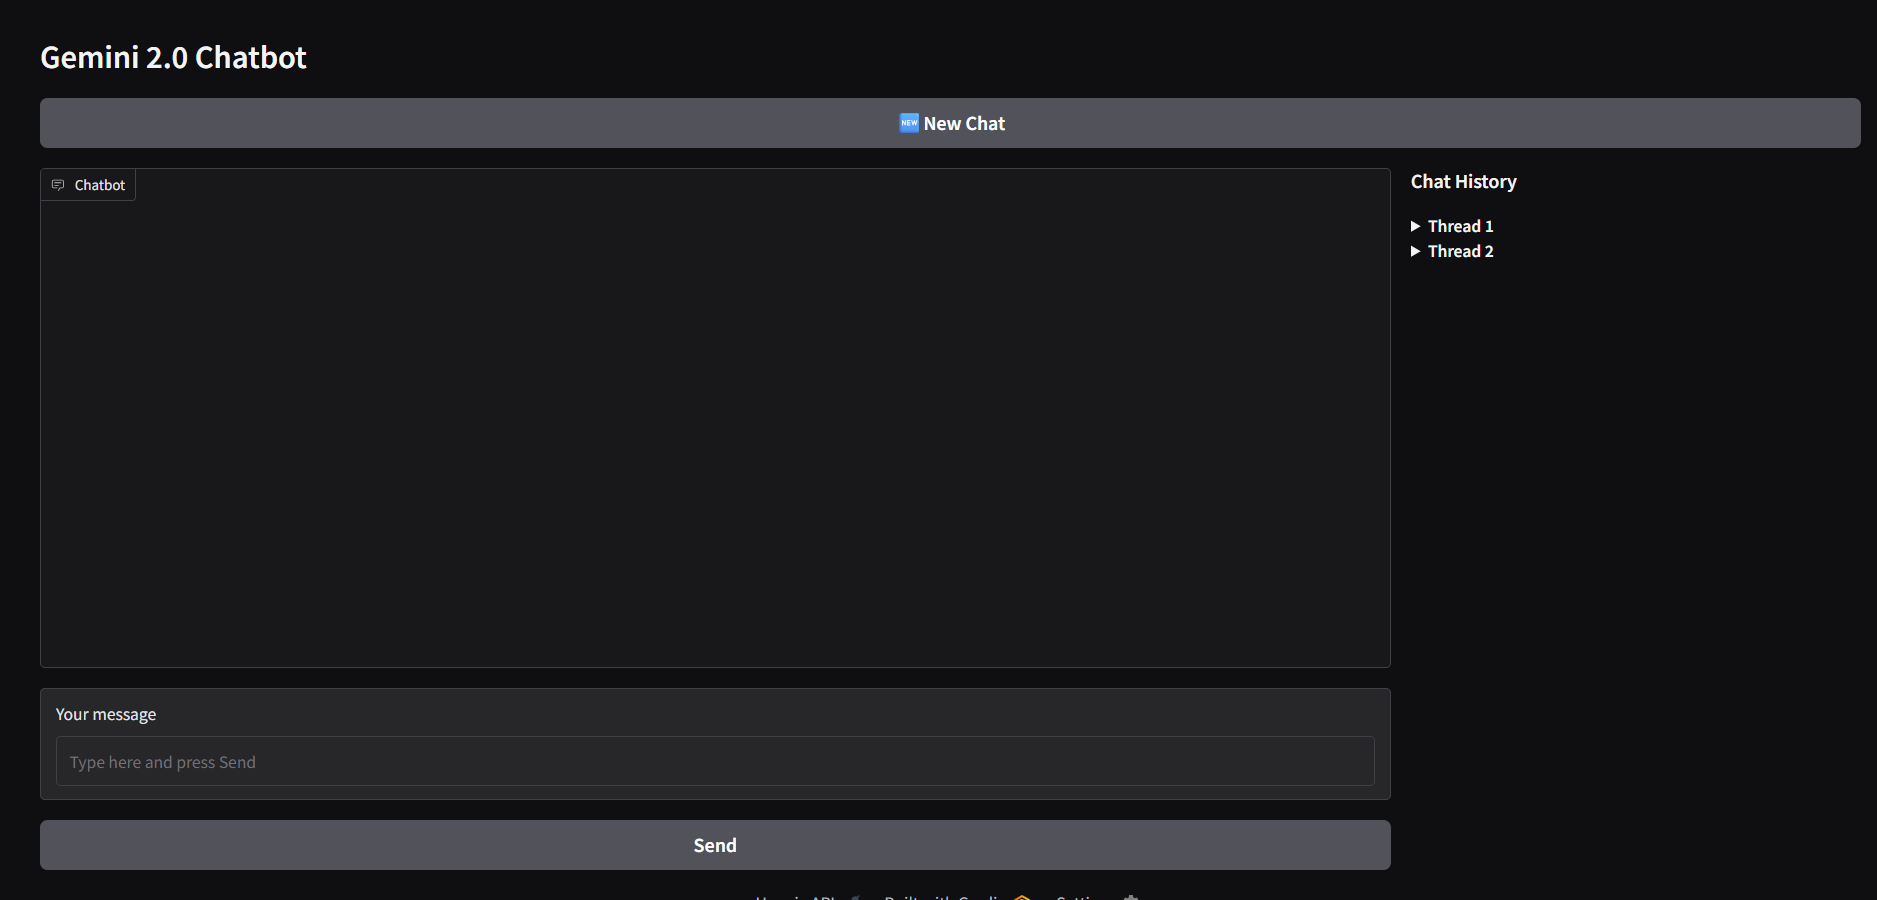 Gemini 2.0 Chatbot
🆕 New Chat
Chatbot
Chat History
Thread 1
Thread 2
Your message
Type here and press Send
Send